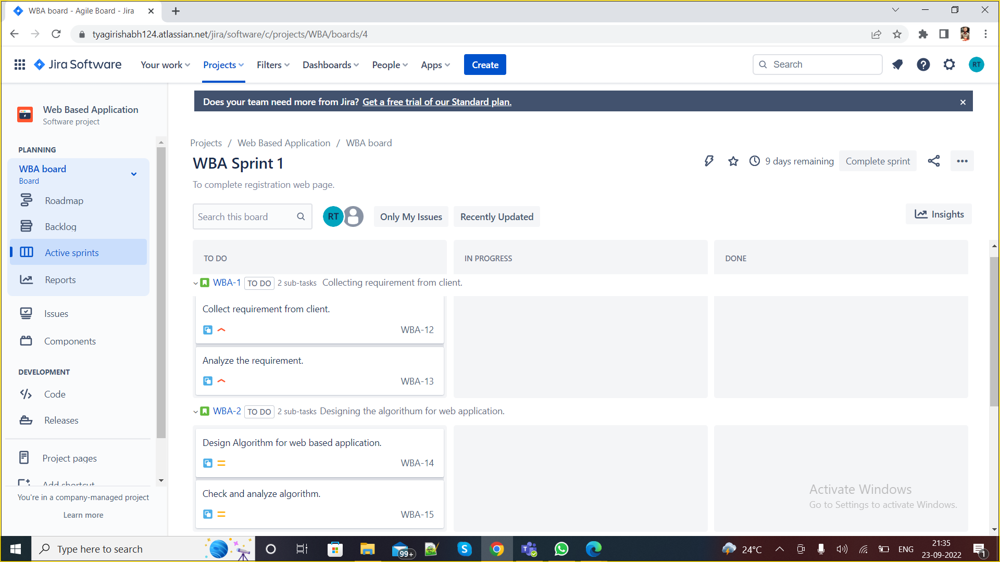 WBA board - Agile Board - Jira
tyagirishabh124.atlassian.net/jira/software/c/projects/WBA/boards/4
Jira Software
Your work
Projects
Filters
Dashboards
People
Apps
Create
Search
RT
Does your team need more from Jira? Get a free trial of our Standard plan.
Web Based Application
Software project
PLANNING
WBA board
Board
Roadmap
Backlog
Active sprints
Reports
Issues
Components
DEVELOPMENT
Code
Releases
Project pages
Add shortcut
You're in a company-managed project
Learn more
Projects / Web Based Application / WBA board
WBA Sprint 1
9 days remaining
Complete sprint
To complete registration web page.
Search this board
RT
Only My Issues
Recently Updated
Insights
TO DO
IN PROGRESS
DONE
WBA-1 TO DO 2 sub-tasks Collecting requirement from client.
Collect requirement from client.
WBA-12
Analyze the requirement.
WBA-13
WBA-2 TO DO 2 sub-tasks Designing the algorithum for web application.
Design Algorithm for web based application.
WBA-14
Check and analyze algorithm.
WBA-15
Activate Windows
Go to Settings to activate Windows.
Type here to search
99+
24°C
ENG
21:35
23-09-2022
1